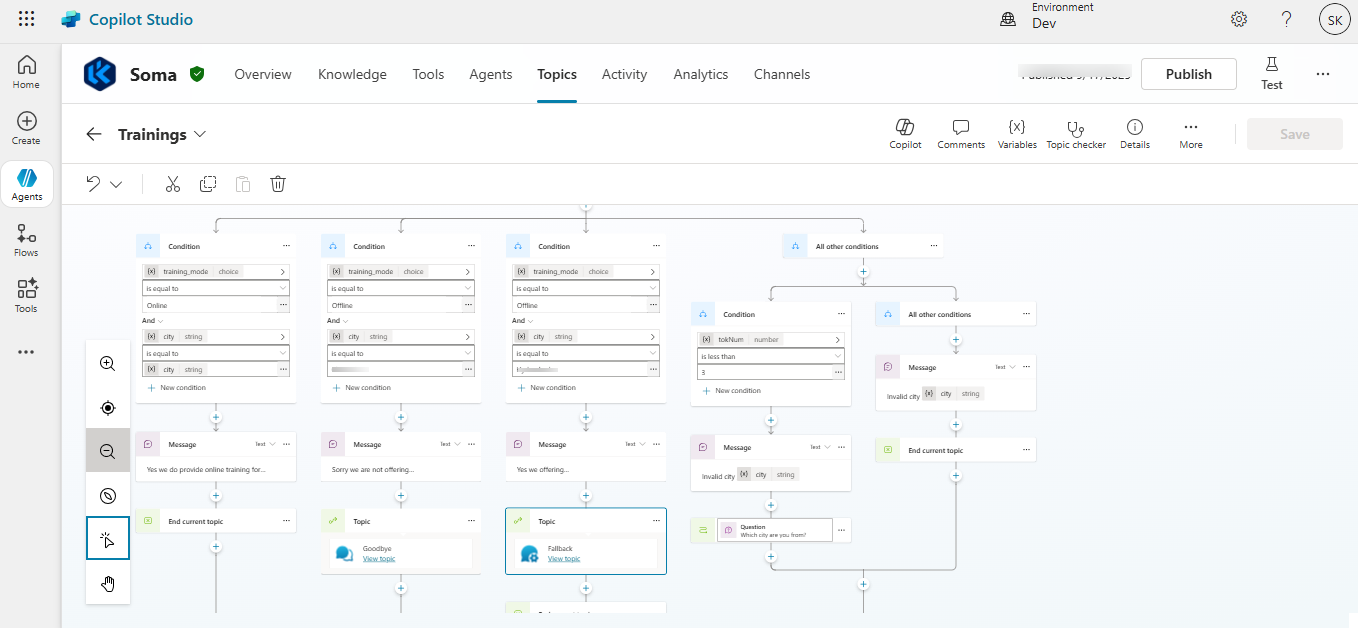 Copilot Studio
Environment
Dev
SK
Home
Create
Agents
Flows
Tools
Soma
Overview
Knowledge
Tools
Agents
Topics
Activity
Analytics
Channels
Publish
Test
Trainings
Copilot
Comments
{x}
Variables
Topic checker
Details
More
Save
Condition
{x} training_mode choice
is equal to
Online
And
{x} city string
is equal to
{x} city string
New condition
Message
Text
Yes we do provide online training for...
End current topic
Condition
{x} training_mode choice
is equal to
Offline
And
{x} city string
is equal to
New condition
Message
Text
Sorry we are not offering...
Topic
Goodbye
View topic
Condition
{x} training_mode choice
is equal to
Offline
And
{x} city string
is equal to
New condition
Message
Text
Yes we offering...
Topic
Fallback
View topic
All other conditions
Condition
{x} tokNum number
is less than
3
New condition
Message
Text
Invalid city {x} city string
Question
Which city are you from?
All other conditions
Message
Text
Invalid city {x} city string
End current topic